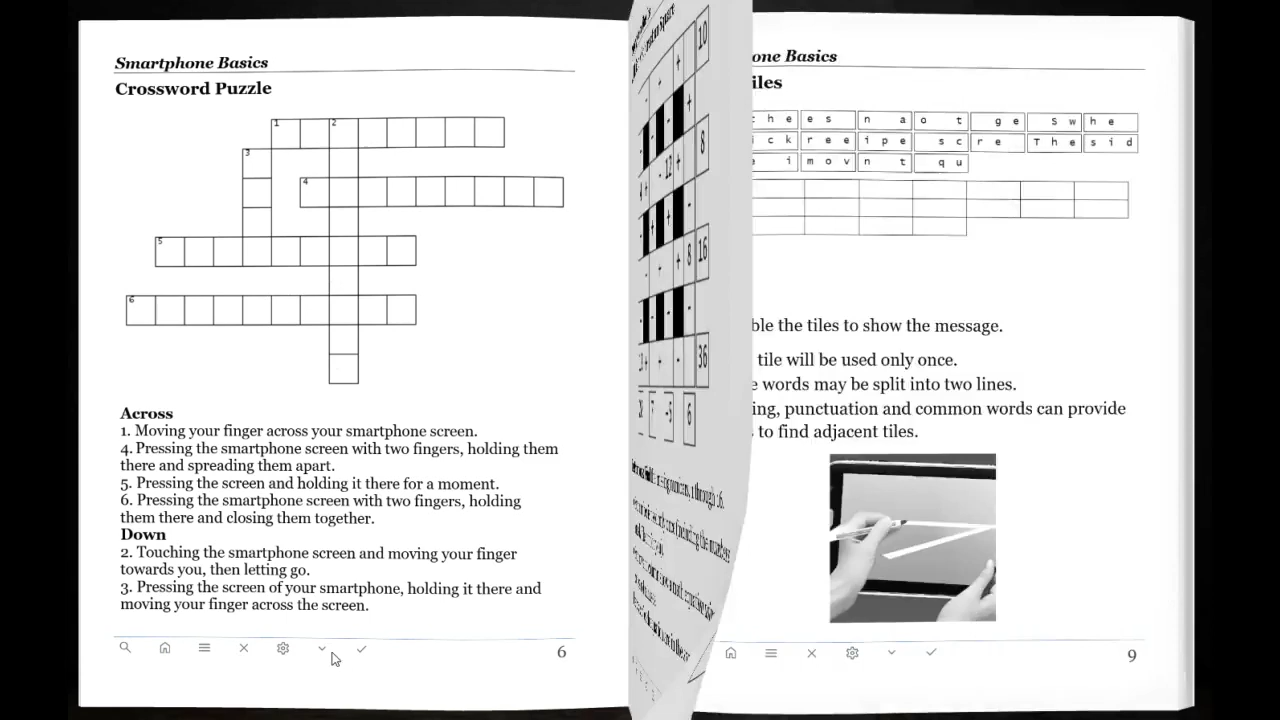 Smartphone Basics
Crossword Puzzle
1 2
3
4
5
6
Across
1. Moving your finger across your smartphone screen.
4. Pressing the smartphone screen with two fingers, holding them
there and spreading them apart.
5. Pressing the screen and holding it there for a moment.
6. Pressing the smartphone screen with two fingers, holding
them there and closing them together.
Down
2. Touching the smartphone screen and moving your finger
towards you, then letting go.
3. Pressing the screen of your smartphone, holding it there and
moving your finger across the screen.
6
10
8
12
16
8
36
6
through 16.
one Basics
iles
h e e s n a o t g e S w h e
c k r e e i p e s c r e T h e s i d
i m o v n t q u
ble the tiles to show the message.
tile will be used only once.
e words may be split into two lines.
ing, punctuation and common words can provide
to find adjacent tiles.
9